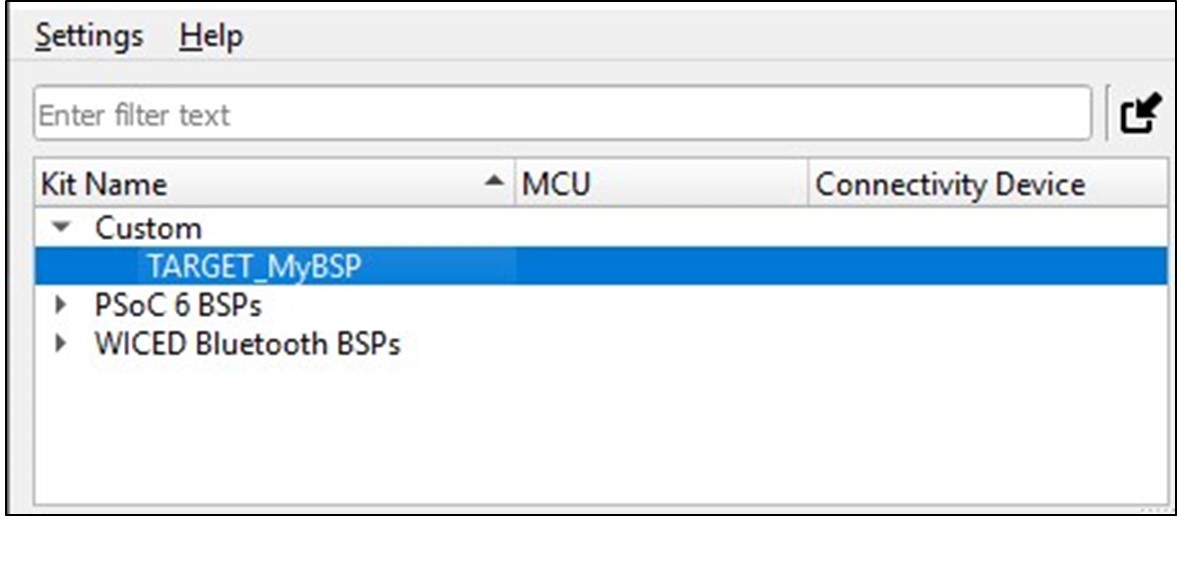 Settings Help
Enter filter text
Kit Name MCU Connectivity Device
Custom
TARGET_MyBSP
PSoC 6 BSPs
WICED Bluetooth BSPs